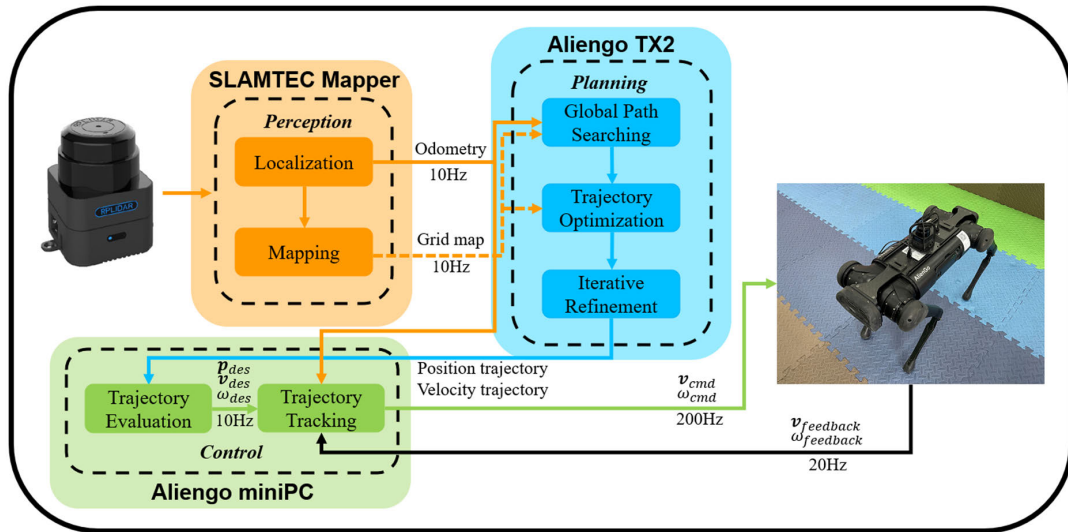 Aliengo TX2
SLAMTEC Mapper
Planning
Perception
Global Path
Searching
Localization
Odometry
10Hz
RPLIDAR
Trajectory
Optimization
Mapping
Grid map
10Hz
AlienGo
Iterative
Refinement
Position trajectory
Velocity trajectory
p_des
v_des
ω_des
10Hz
Trajectory
Evaluation
Trajectory
Tracking
v_cmd
ω_cmd
200Hz
v_feedback
ω_feedback
20Hz
Control
Aliengo miniPC